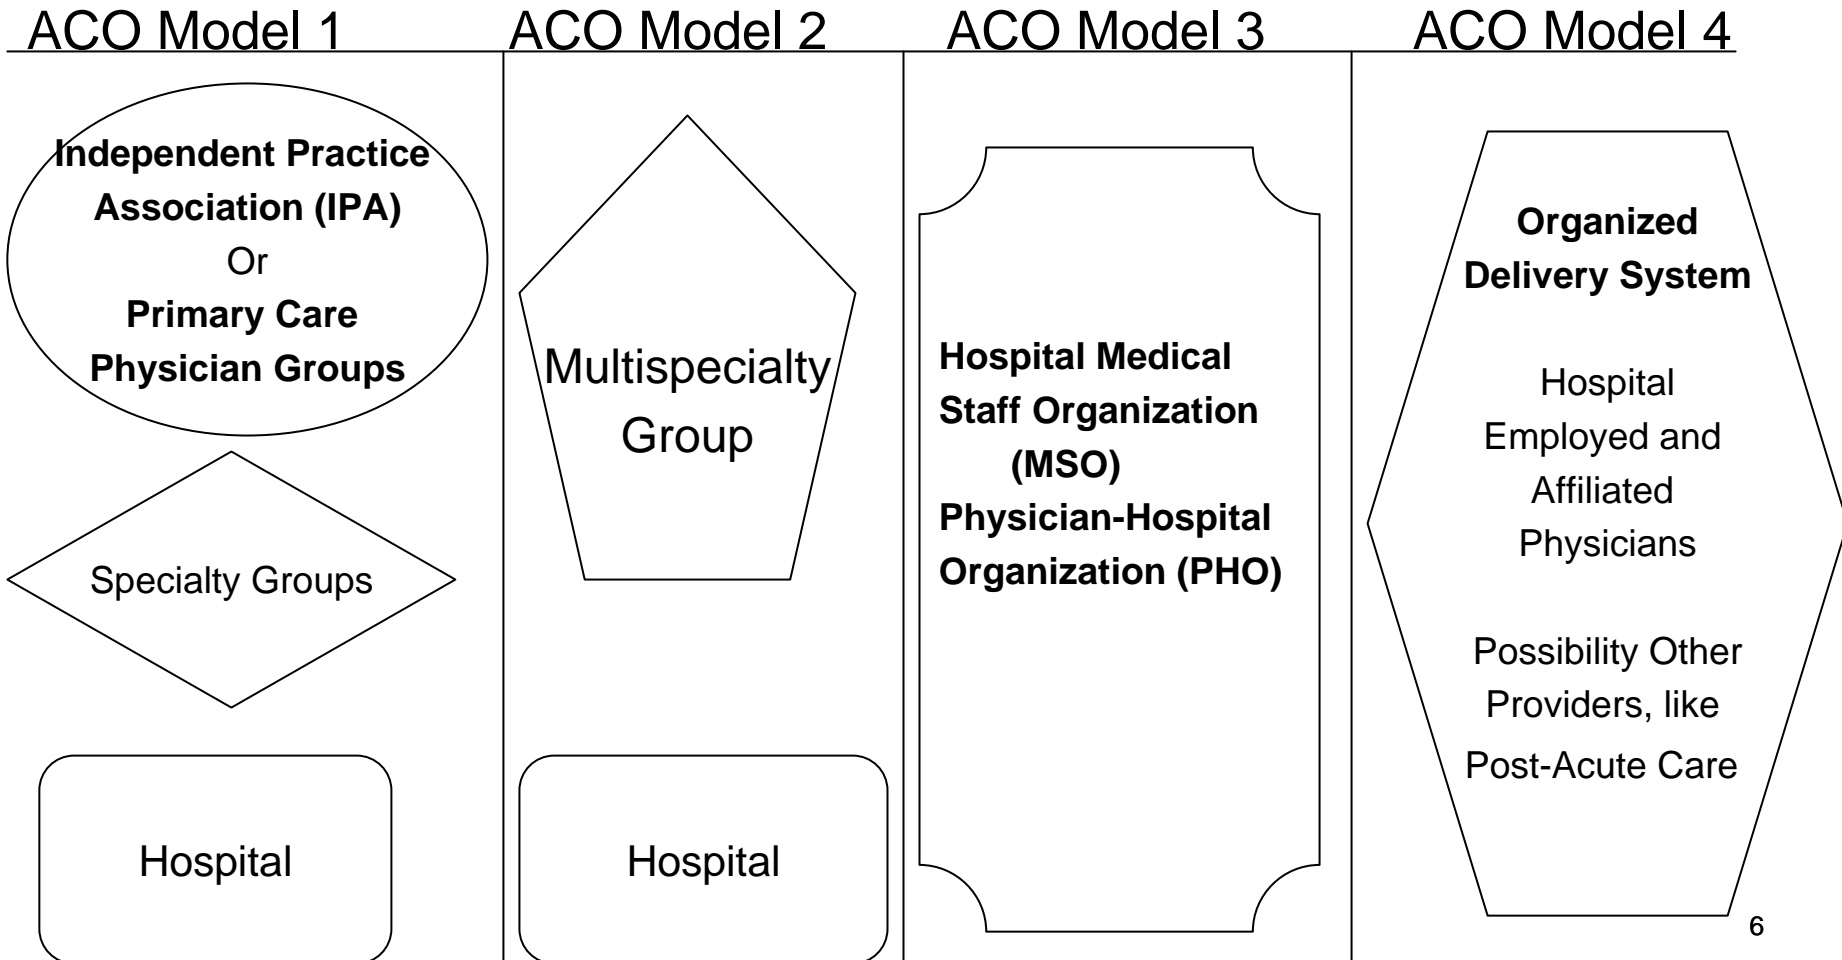 ACO Model 1
ACO Model 2
ACO Model 3
ACO Model 4
Independent Practice
Association (IPA)
Or
Primary Care
Physician Groups
Specialty Groups
Hospital
Multispecialty
Group
Hospital
Hospital Medical
Staff Organization
(MSO)
Physician-Hospital
Organization (PHO)
Organized
Delivery System
Hospital
Employed and
Affiliated
Physicians
Possibility Other
Providers, like
Post-Acute Care
6